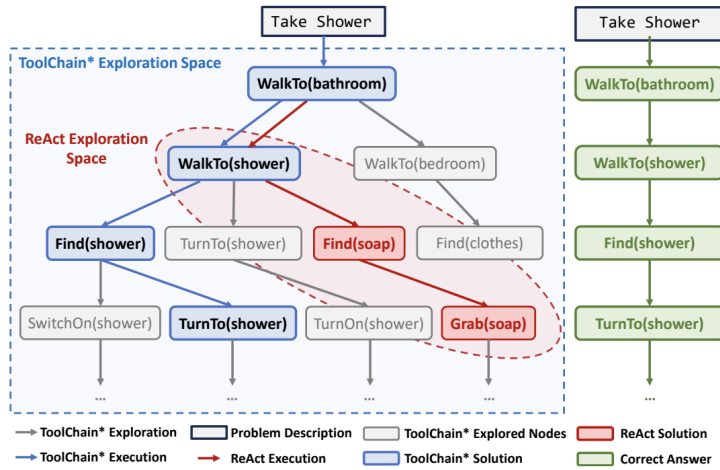 Take Shower
Take Shower
ToolChain* Exploration Space
WalkTo(bathroom)
WalkTo(bathroom)
ReAct Exploration
Space
WalkTo(shower)
WalkTo(bedroom)
WalkTo(shower)
Find(shower)
TurnTo(shower)
Find(soap)
Find(clothes)
Find(shower)
SwitchOn(shower)
TurnTo(shower)
TurnOn(shower)
Grab(soap)
TurnTo(shower)
...
...
...
...
...
ToolChain* Exploration
Problem Description
ToolChain* Explored Nodes
ReAct Solution
ToolChain* Execution
ReAct Execution
ToolChain* Solution
Correct Answer